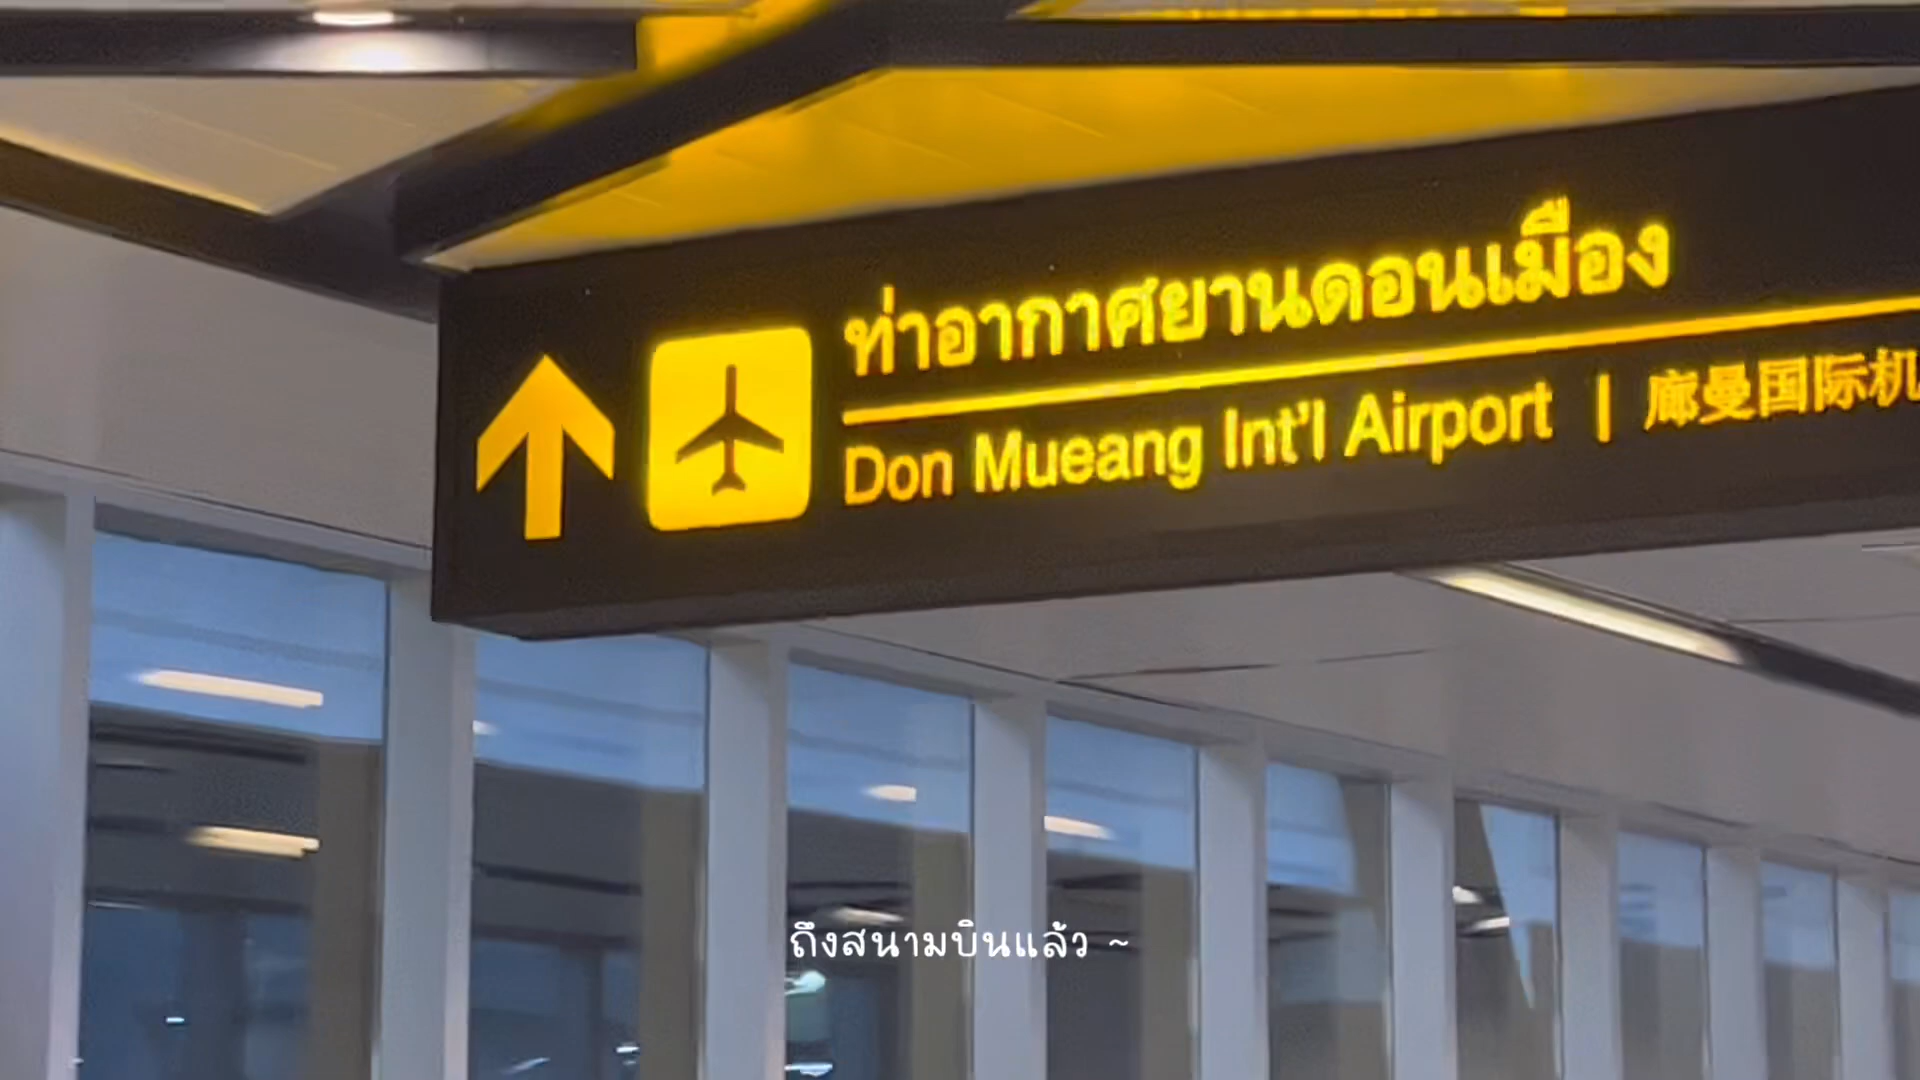 ท่าอากาศยานดอนเมือง
Don Mueang Int'l Airport | 廊曼国际机
ถึงสนามบินแล้ว ~